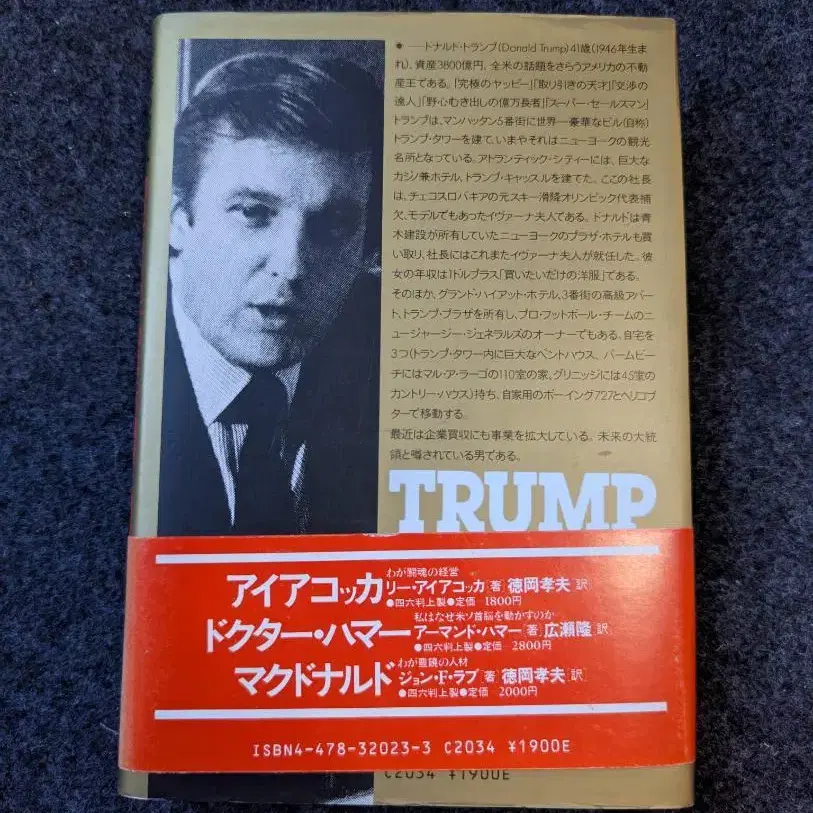 ●——トナルド・トランプ(Donald Trump)41歳(1946年生ま
れ)、資産3800億円。全米の話題をさらうアメリカの不動
産王である。「究極のヤッピー」「取り引きの天才」「交渉の
達人」「野心むき出しの億万長者」「スーパー・セールスマン」
トランプは、マンハッタン5番街に世界一豪華なビル(自称)
トランプ・タワーを建て、いまやそれはニューヨークの観光
名所となっている。アトランティック・シティーには、巨大な
カジノ兼ホテル、トランプ・キャッスルを建てた。ここの社長
は、チェコスロバキアの元スキー滑降オリンピック代表補
欠、モデルでもあったイヴァーナ夫人である。ドナルドは青
木建設が所有していたニューヨークのプラザ・ホテルも買
い取り、社長にはこれまたイヴァーナ夫人が就任した。彼
女の年収は1ドルプラス「買いたいだけの洋服」である。
そのほか、グランド・ハイアット・ホテル、3番街の高級アパー
ト、トランプ・プラザを所有し、プロ・フットボール・チームのニ
ュージャージー・ジェネラルズのオーナーでもある。自宅を
3つ(トランプ・タワー内に巨大なペントハウス、パームビー
チにはマル・ア・ラーゴの110室の家、グリニッジには45室の
カントリー・ハウス)持ち、自家用のボーイング727とヘリコプ
ターで移動する。
最近は企業買収にも事業を拡大している。未来の大統
領と噂されている男である。
TRUMP
わが闘魂の経営
アイアコッカ リー・アイアコッカ[著]徳岡孝夫[訳]
●四六判上製●定価 1800円
私はなぜ米ソ首脳を動かすのか
ドクター・ハマー アーマンド・ハマー[著]広瀬隆[訳]
●四六判上製●定価 2800円
わが豊饒の人材
マクドナルド ジョン・F・ラブ[著]徳岡孝夫[訳]
●四六判上製●定価 2000円
ISBN4-478-32023-3 C2034 ¥1900E
C2034 ¥1900E